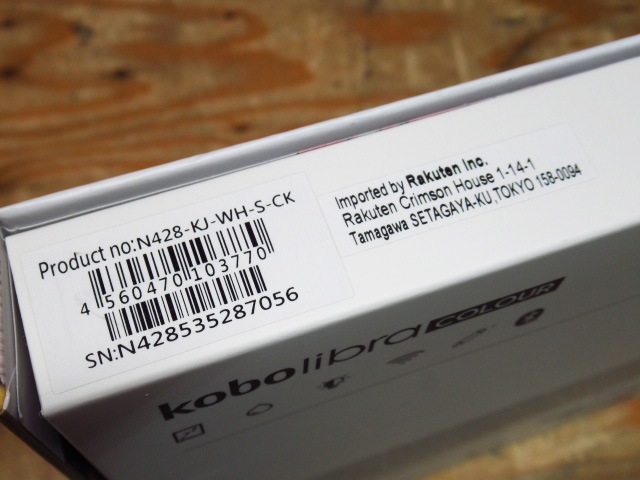 Product no:N428-KJ-WH-S-CK
4 560470 103770
SN:N428535287056
Imported by Rakuten Inc.
Rakuten Crimson House 1-14-1
Tamagawa SETAGAYA-KU,TOKYO 158-0094
kobo libra COLOUR